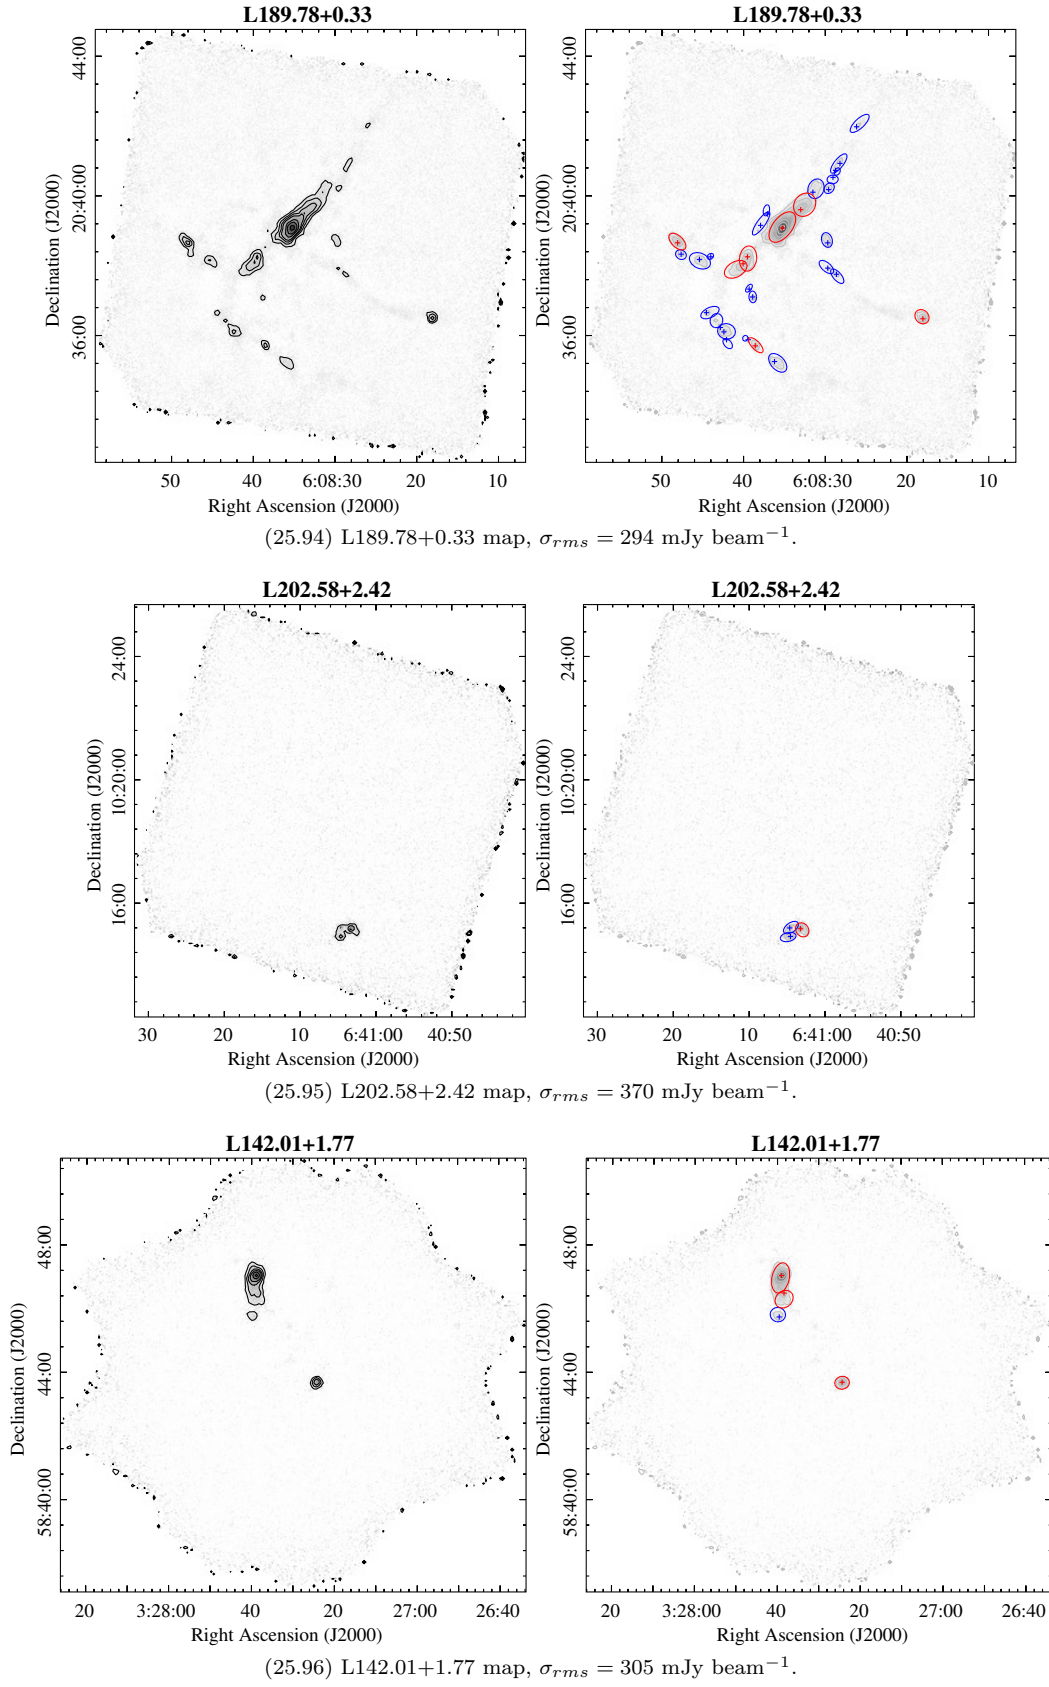 L189.78+0.33
L189.78+0.33
Declination (J2000)
44:00
20:40:00
36:00
50 40 6:08:30 20 10
Right Ascension (J2000)
Declination (J2000)
44:00
20:40:00
36:00
50 40 6:08:30 20 10
Right Ascension (J2000)
(25.94) L189.78+0.33 map, σrms = 294 mJy beam−1.
L202.58+2.42
L202.58+2.42
Declination (J2000)
24:00
10:20:00
16:00
30 20 10 6:41:00 40:50
Right Ascension (J2000)
Declination (J2000)
24:00
10:20:00
16:00
30 20 10 6:41:00 40:50
Right Ascension (J2000)
(25.95) L202.58+2.42 map, σrms = 370 mJy beam−1.
L142.01+1.77
L142.01+1.77
Declination (J2000)
48:00
44:00
58:40:00
20 3:28:00 40 20 27:00 26:40
Right Ascension (J2000)
Declination (J2000)
48:00
44:00
58:40:00
20 3:28:00 40 20 27:00 26:40
Right Ascension (J2000)
(25.96) L142.01+1.77 map, σrms = 305 mJy beam−1.